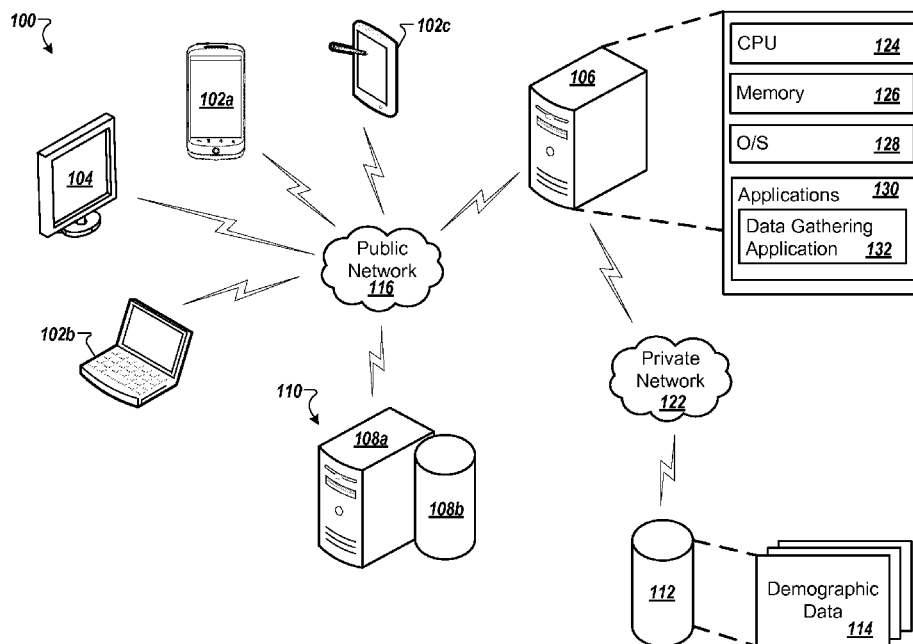 100
102a
102c
104
106
CPU 124
Memory 126
O/S 128
Applications 130
Data Gathering
Application 132
Public
Network
116
102b
Private
Network
122
110
108a
108b
112
Demographic
Data
114